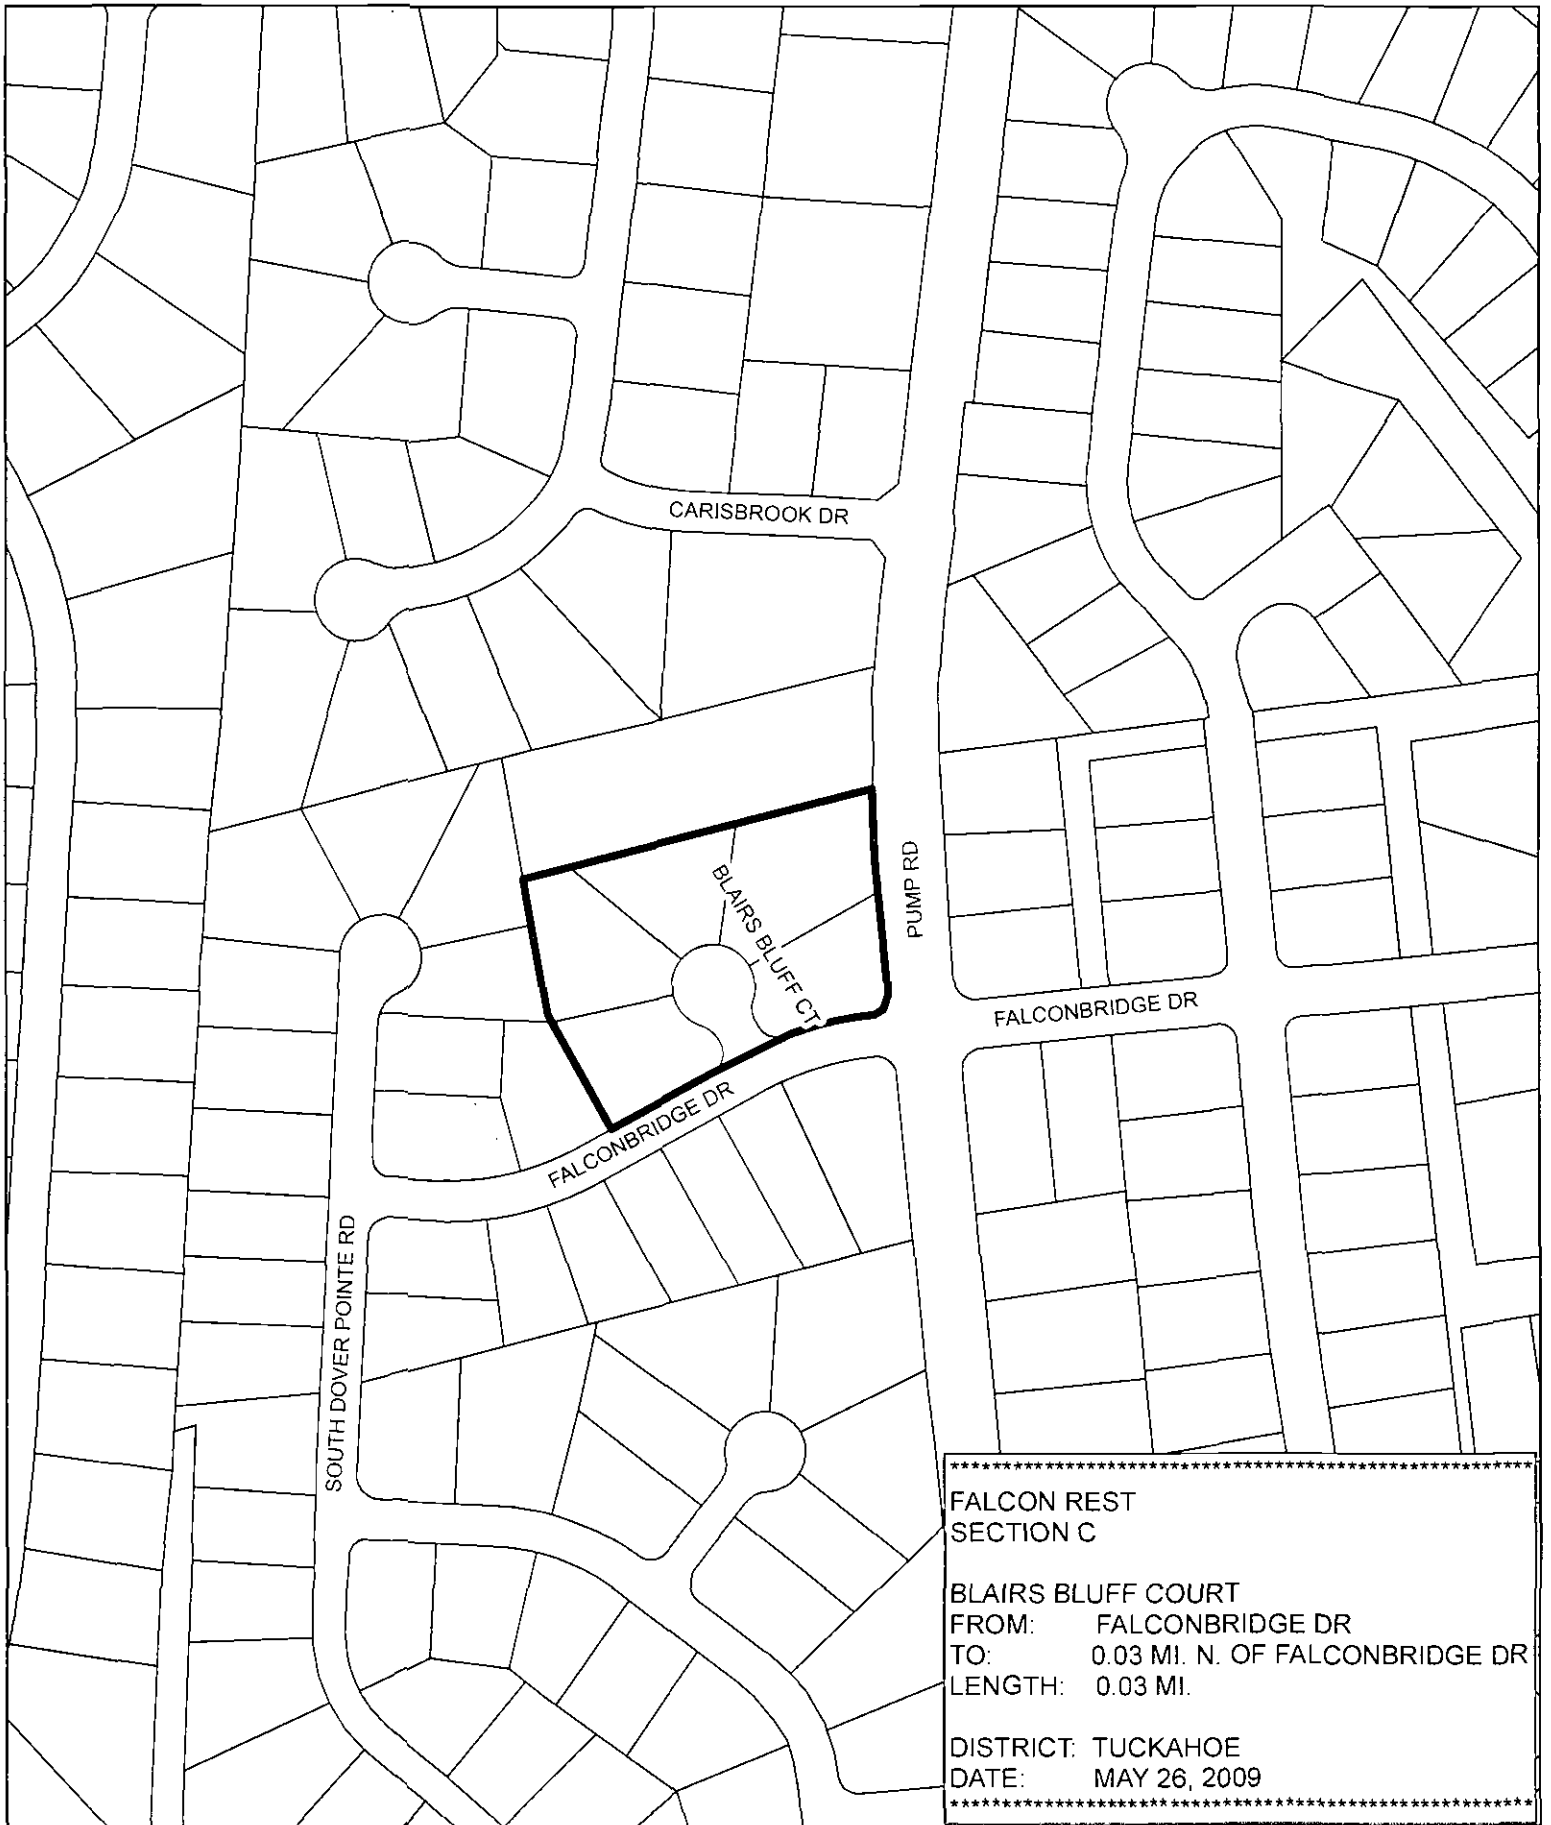 CARISBROOK DR
BLAIRS BLUFF CT
PUMP RD
FALCONBRIDGE DR
FALCONBRIDGE DR
SOUTH DOVER POINTE RD
FALCON REST
SECTION C
BLAIRS BLUFF COURT
FROM: FALCONBRIDGE DR
TO: 0.03 MI. N. OF FALCONBRIDGE DR
LENGTH: 0.03 MI.
DISTRICT: TUCKAHOE
DATE: MAY 26, 2009